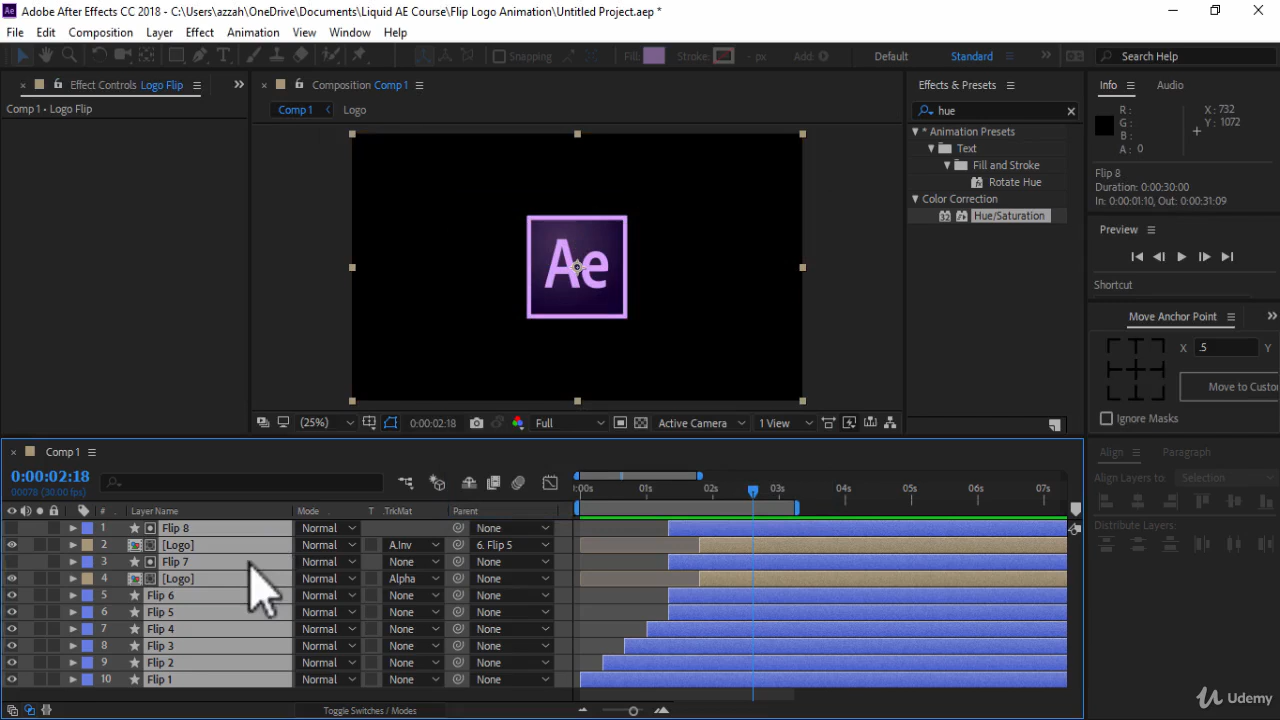 Adobe After Effects CC 2018 - C:\Users\azzah\OneDrive\Documents\Liquid AE Course\Flip Logo Animation\Untitled Project.aep *
File Edit Composition Layer Effect Animation View Window Help
Snapping Fill: Stroke: - px Add: Default Standard Search Help
Effect Controls Logo Flip
Composition Comp 1
Effects & Presets
Info Audio
Comp 1 • Logo Flip
Comp 1 Logo
hue
* Animation Presets
Text
Fill and Stroke
Rotate Hue
Color Correction
Hue/Saturation
R:
G:
B:
A: 0
X: 732
Y: 1072
Flip 8
Duration: 0:00:30:00
In: 0:00:01:10, Out: 0:00:31:09
Preview
Shortcut
Move Anchor Point
X .5 Y
Move to Custo
Ignore Masks
Ae
(25%) 0:00:02:18 Full Active Camera 1 View
Comp 1
Align Paragraph
0:00:02:18
00078 (30.00 fps)
Align Layers to: Selection
Distribute Layers:
:00s 01s 02s 04s 05s 06s 07s
# Layer Name Mode T .TrkMat Parent
1 Flip 8 Normal None
2 [Logo] Normal A.Inv 6. Flip 5
3 Flip 7 Normal None None
4 [Logo] Normal Alpha None
5 Flip 6 Normal None None
6 Flip 5 Normal None None
7 Flip 4 Normal None None
8 Flip 3 Normal None None
9 Flip 2 Normal None None
10 Flip 1 Normal None None
Toggle Switches / Modes
Udemy